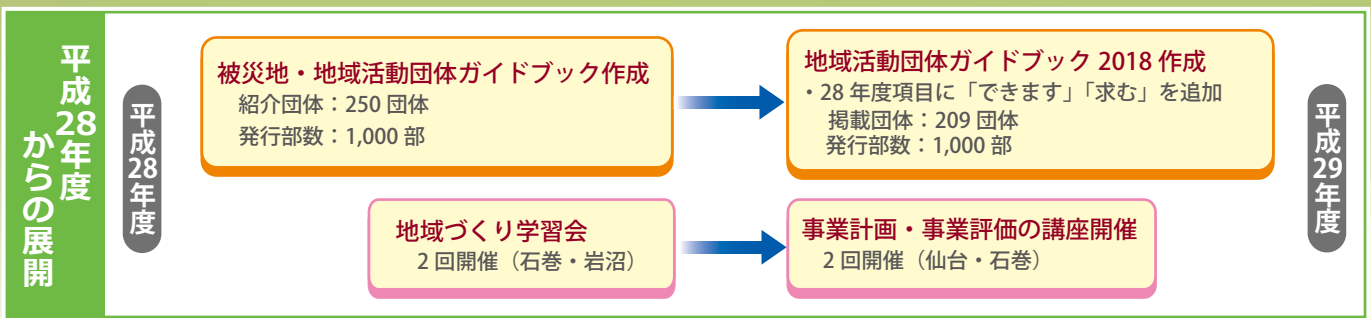 平成28年度
からの展開
平成28年度
被災地・地域活動団体ガイドブック作成
紹介団体：250 団体
発行部数：1,000 部
地域活動団体ガイドブック 2018 作成
・28 年度項目に「できます」「求む」を追加
掲載団体：209 団体
発行部数：1,000 部
地域づくり学習会
2 回開催（石巻・岩沼）
事業計画・事業評価の講座開催
2 回開催（仙台・石巻）
平成29年度